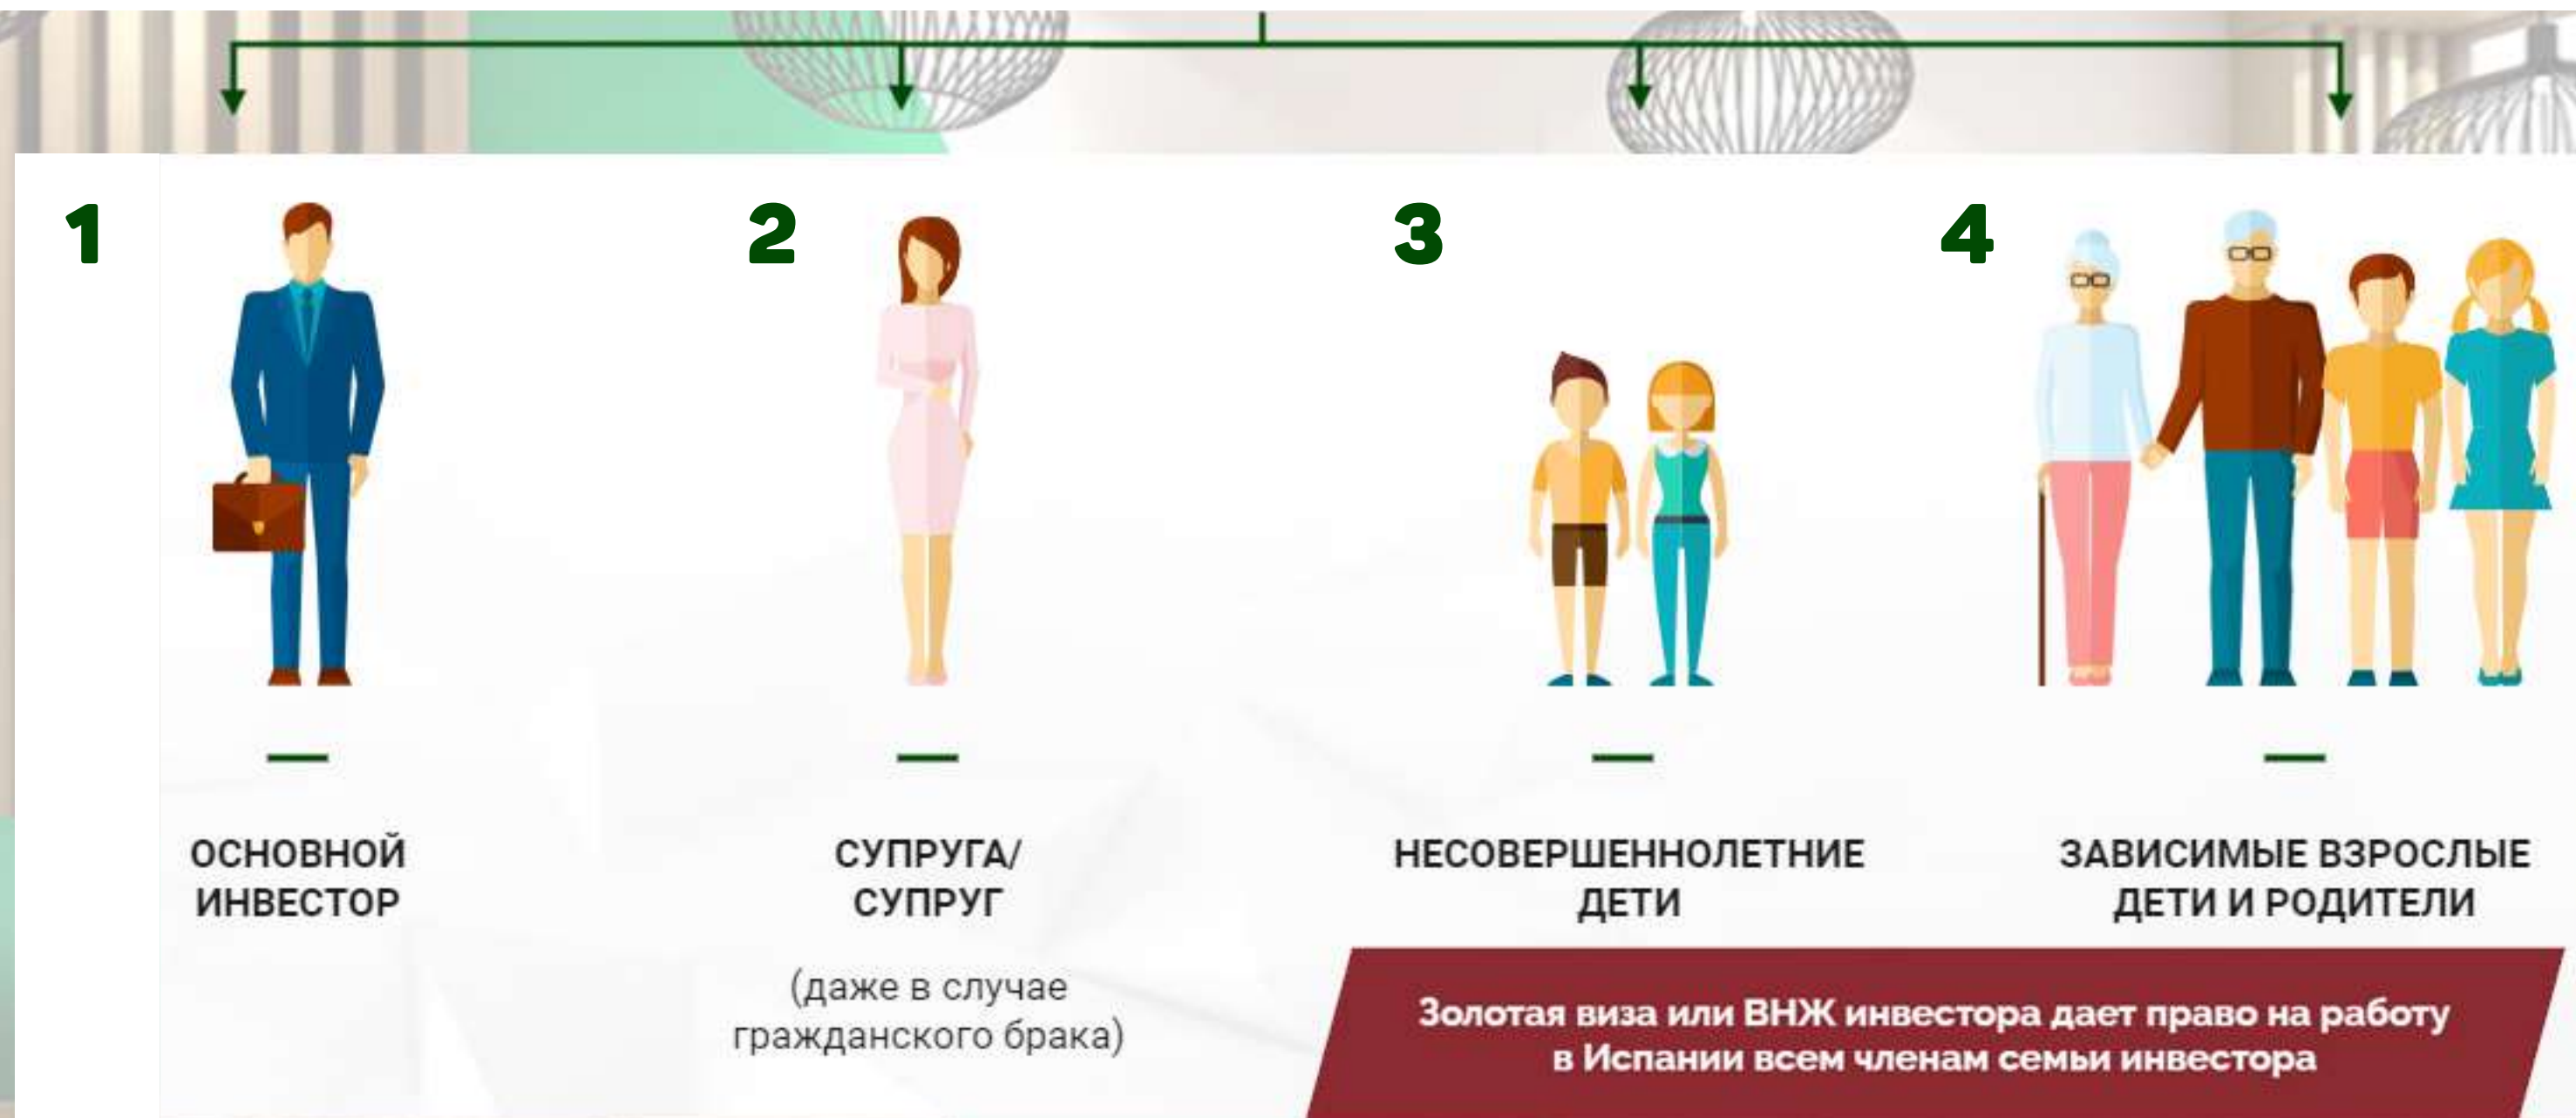 1
2
3
4
ОСНОВНОЙ
ИНВЕСТОР
СУПРУГА/
СУПРУГ
(даже в случае
гражданского брака)
НЕСОВЕРШЕННОЛЕТНИЕ
ДЕТИ
ЗАВИСИМЫЕ ВЗРОСЛЫЕ
ДЕТИ И РОДИТЕЛИ
Золотая виза или ВНЖ инвестора дает право на работу
в Испании всем членам семьи инвестора